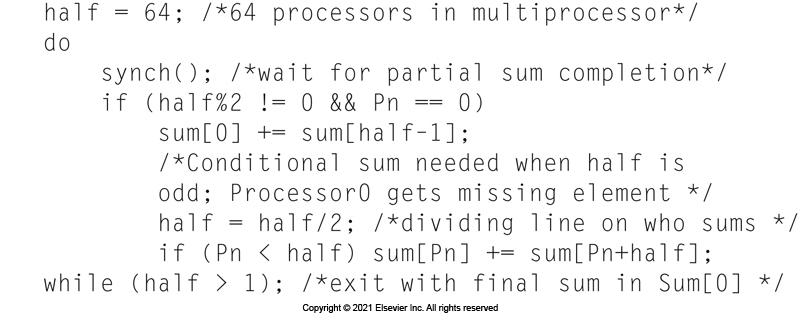 half = 64; /*64 processors in multiprocessor*/
do
synch(); /*wait for partial sum completion*/
if (half%2 != 0 && Pn == 0)
sum[0] += sum[half-1];
/*Conditional sum needed when half is
odd; Processor0 gets missing element */
half = half/2; /*dividing line on who sums */
if (Pn < half) sum[Pn] += sum[Pn+half];
while (half > 1); /*exit with final sum in Sum[0] */
Copyright © 2021 Elsevier Inc. All rights reserved